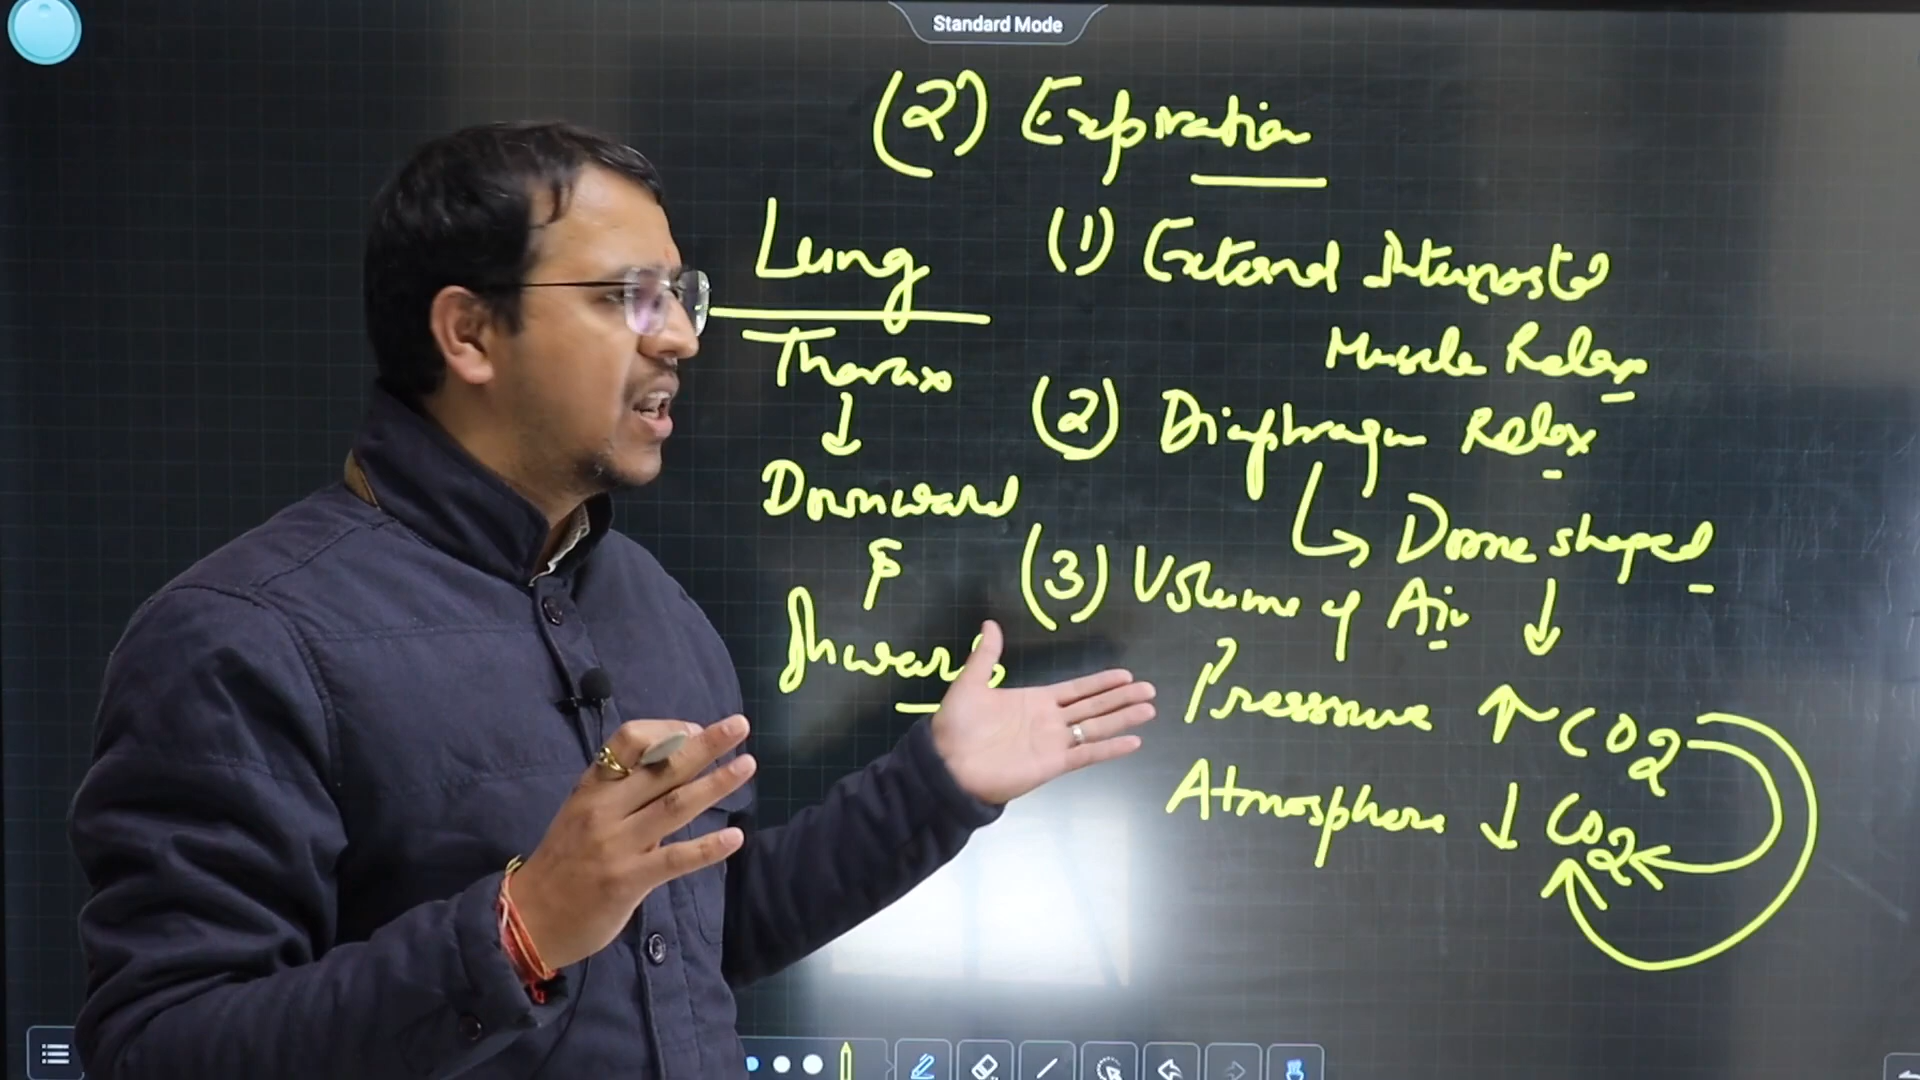 Standard Mode
(2) Expiration
Lung
Thorax
↓
Downward
&
Inward
(1) External Intercostal
Muscle Relax
(2) Diaphragm Relax
↳ Dome shaped
(3) Volume of Air ↓
Pressure ↑ CO2
Atmosphere ↓ CO2